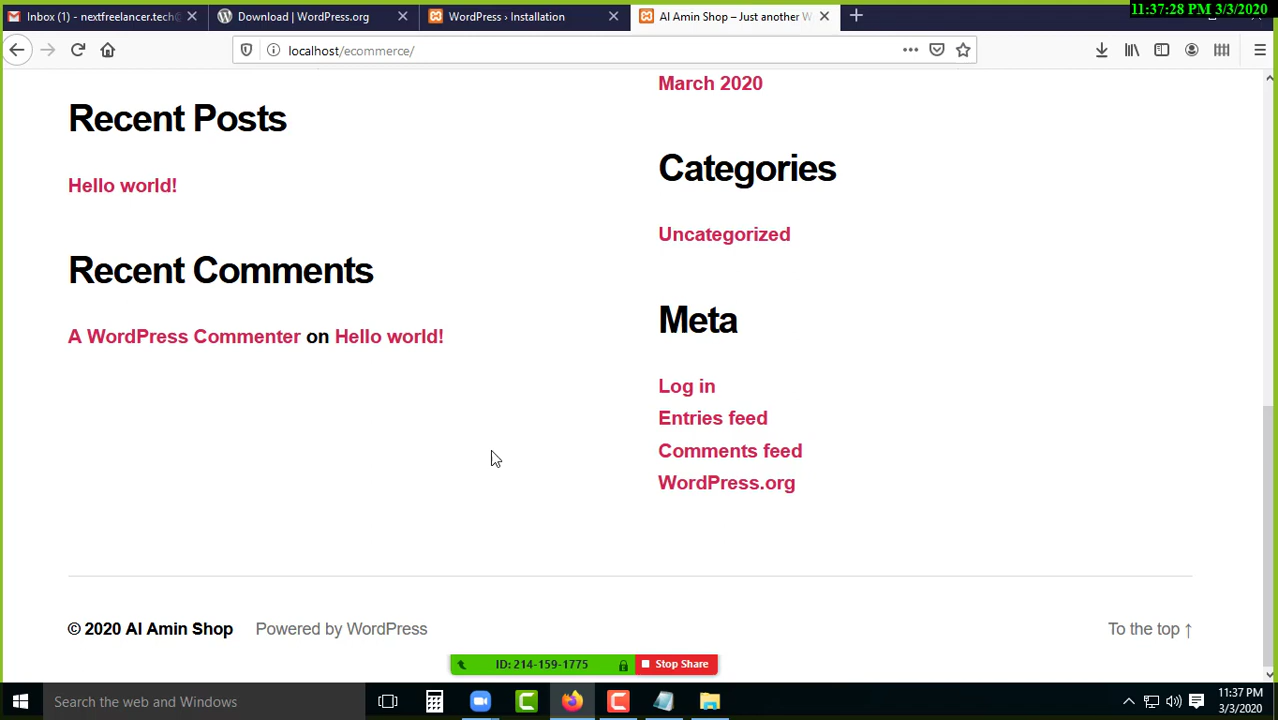 11:37:28 PM 3/3/2020
Inbox (1) - nextfreelancer.tech@
Download | WordPress.org
WordPress › Installation
Al Amin Shop – Just another W
localhost/ecommerce/
March 2020
Recent Posts
Categories
Hello world!
Uncategorized
Recent Comments
Meta
A WordPress Commenter on Hello world!
Log in
Entries feed
Comments feed
WordPress.org
© 2020 Al Amin Shop
Powered by WordPress
To the top ↑
ID: 214-159-1775
Stop Share
Search the web and Windows
11:37 PM
3/3/2020